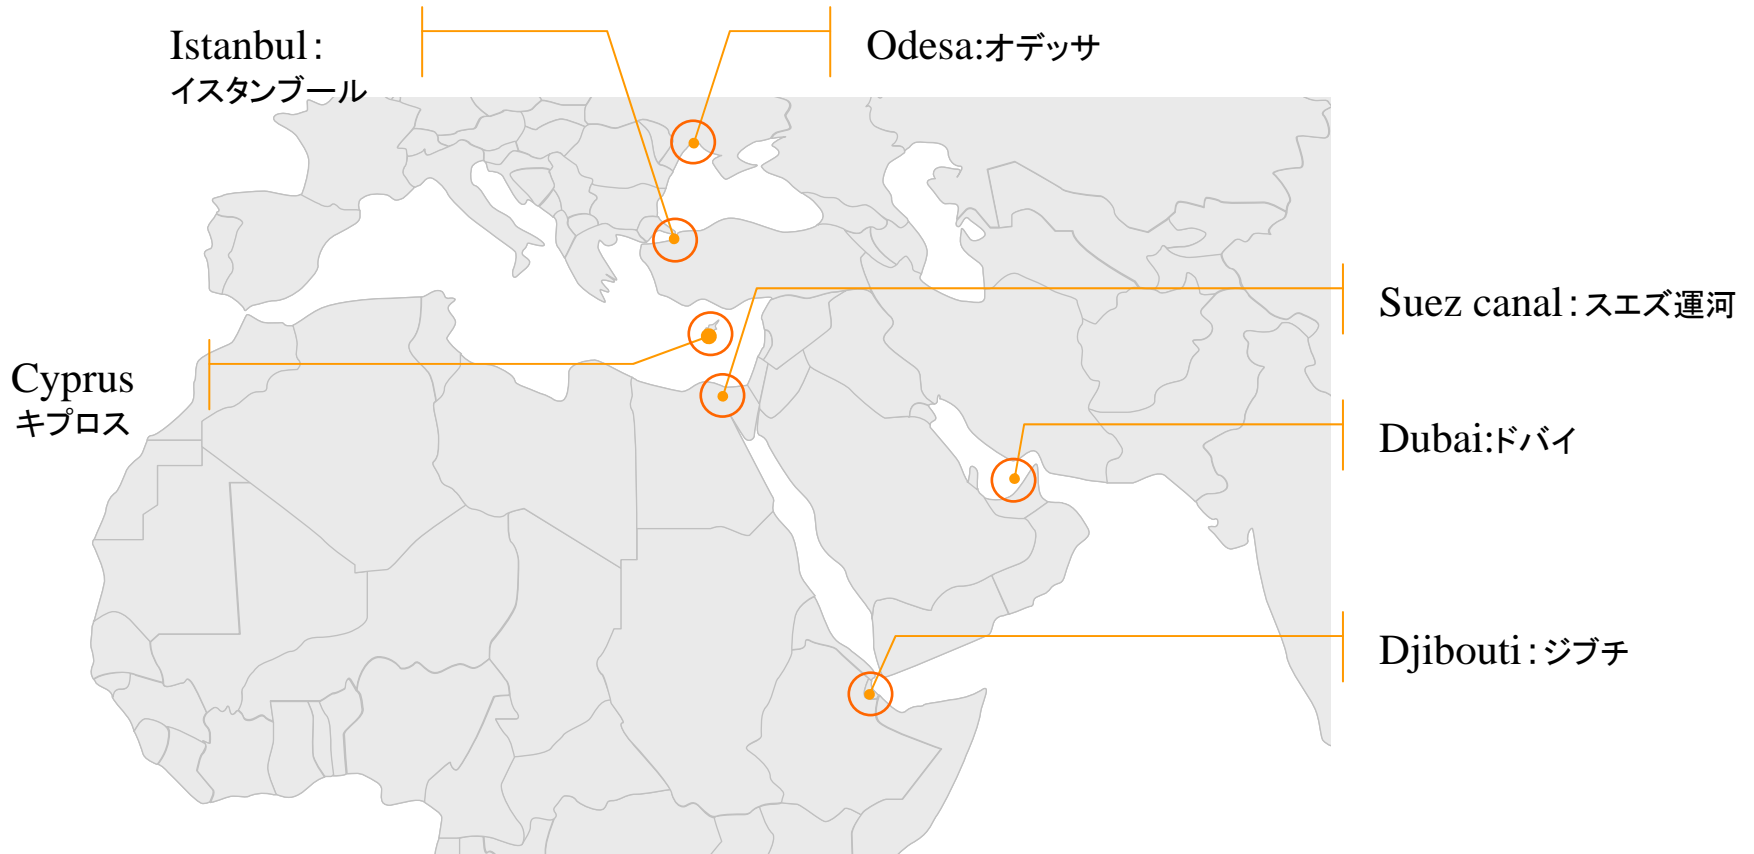 Istanbul：
イスタンブール
Odesa:オデッサ
Suez canal：スエズ運河
Cyprus
キプロス
Dubai:ドバイ
Djibouti：ジブチ